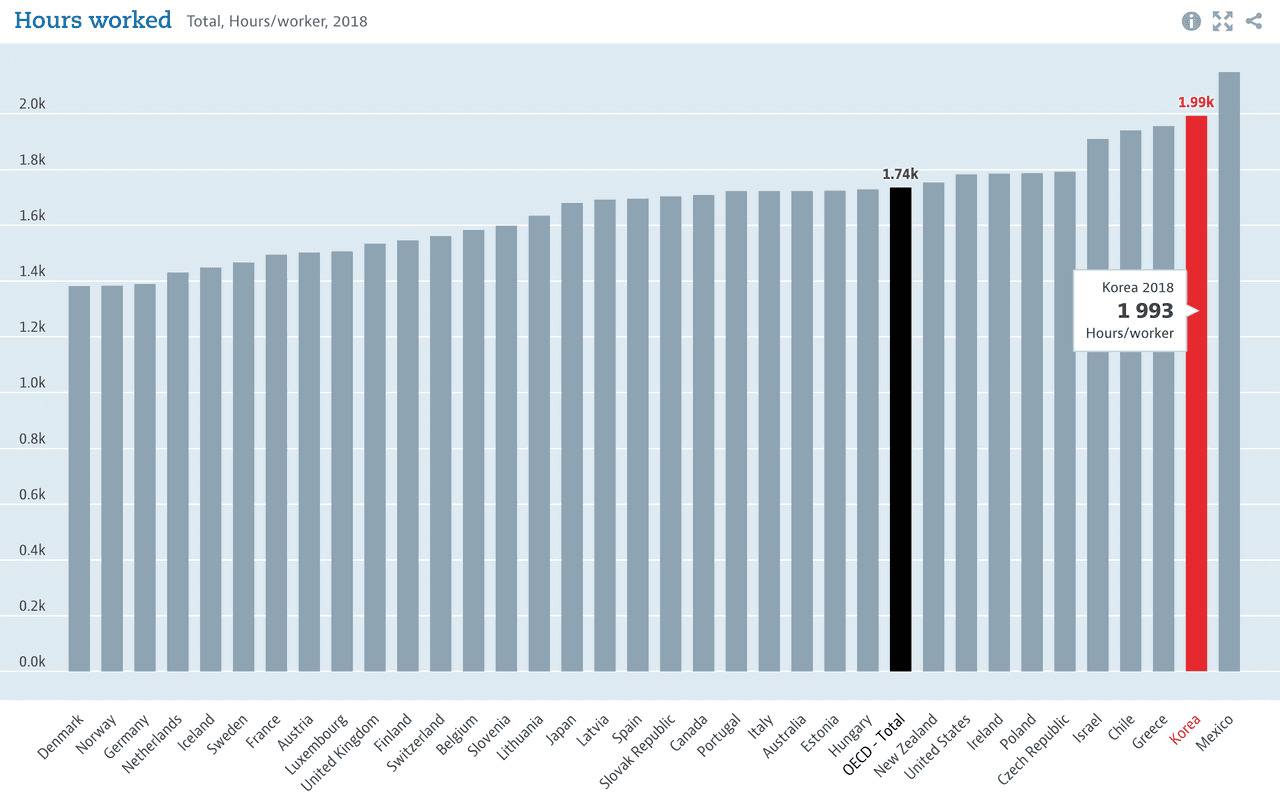 Hours worked Total, Hours/worker, 2018
2.0k
1.8k
1.6k
1.4k
1.2k
1.0k
0.8k
0.6k
0.4k
0.2k
0.0k
1.74k
1.99k
Korea 2018
1 993
Hours/worker
Denmark
Norway
Germany
Netherlands
Iceland
Sweden
France
Austria
Luxembourg
United Kingdom
Finland
Switzerland
Belgium
Slovenia
Lithuania
Japan
Latvia
Spain
Slovak Republic
Canada
Portugal
Italy
Australia
Estonia
Hungary
OECD - Total
New Zealand
United States
Ireland
Poland
Czech Republic
Israel
Chile
Greece
Korea
Mexico